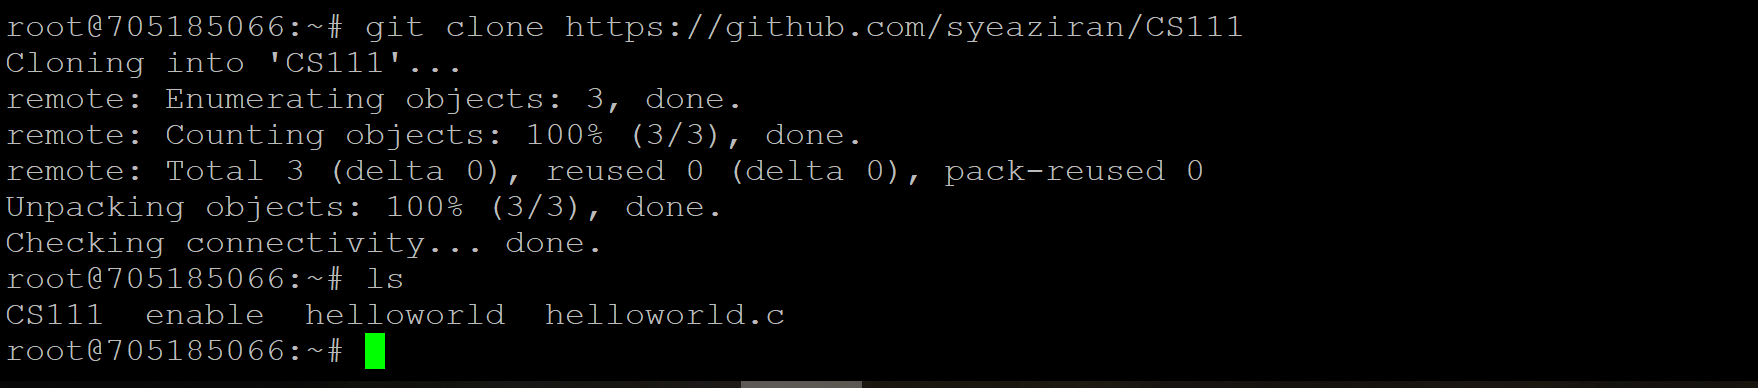 root@705185066:~# git clone https://github.com/syeaziran/CS111
Cloning into 'CS111'...
remote: Enumerating objects: 3, done.
remote: Counting objects: 100% (3/3), done.
remote: Total 3 (delta 0), reused 0 (delta 0), pack-reused 0
Unpacking objects: 100% (3/3), done.
Checking connectivity... done.
root@705185066:~# ls
CS111  enable  helloworld  helloworld.c
root@705185066:~#